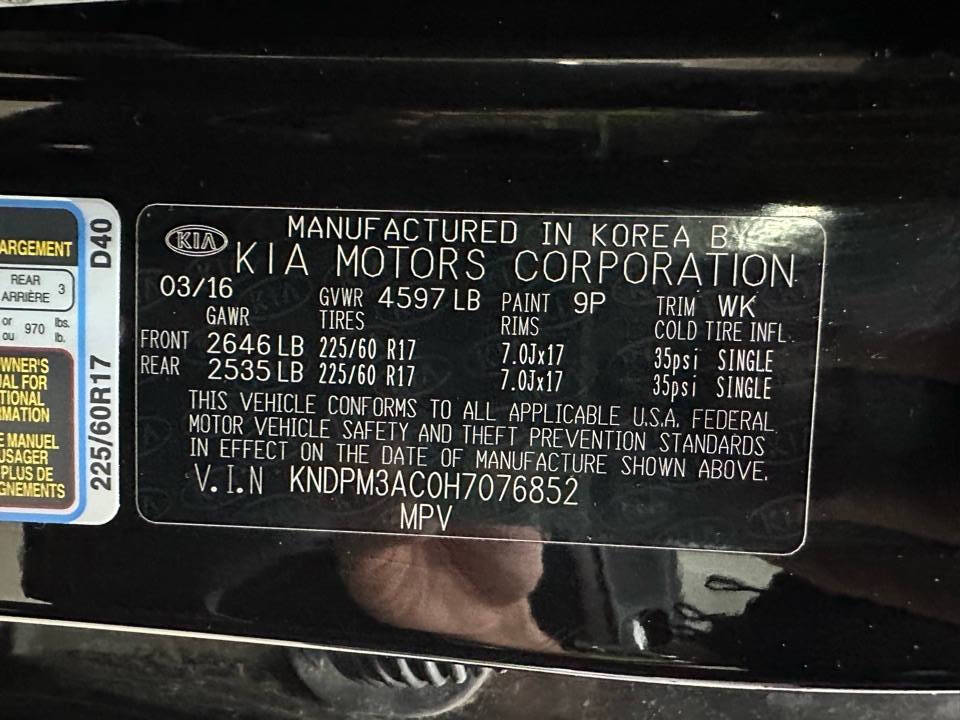 ARGEMENT
REAR
ARRIÈRE 3
or
ou 970 lbs.
lb.
WNER'S
UAL FOR
TIONAL
RMATION
E MANUEL
USAGER
PLUS DE
GNEMENTS
225/60R17 D40
KIA
MANUFACTURED IN KOREA BY
KIA MOTORS CORPORATION
03/16 GVWR 4597 LB PAINT 9P TRIM WK
GAWR TIRES RIMS COLD TIRE INFL.
FRONT 2646 LB 225/60 R17 7.0Jx17 35psi SINGLE
REAR 2535 LB 225/60 R17 7.0Jx17 35psi SINGLE
THIS VEHICLE CONFORMS TO ALL APPLICABLE U.S.A. FEDERAL
MOTOR VEHICLE SAFETY AND THEFT PREVENTION STANDARDS
IN EFFECT ON THE DATE OF MANUFACTURE SHOWN ABOVE.
V.I.N KNDPM3AC0H7076852
MPV